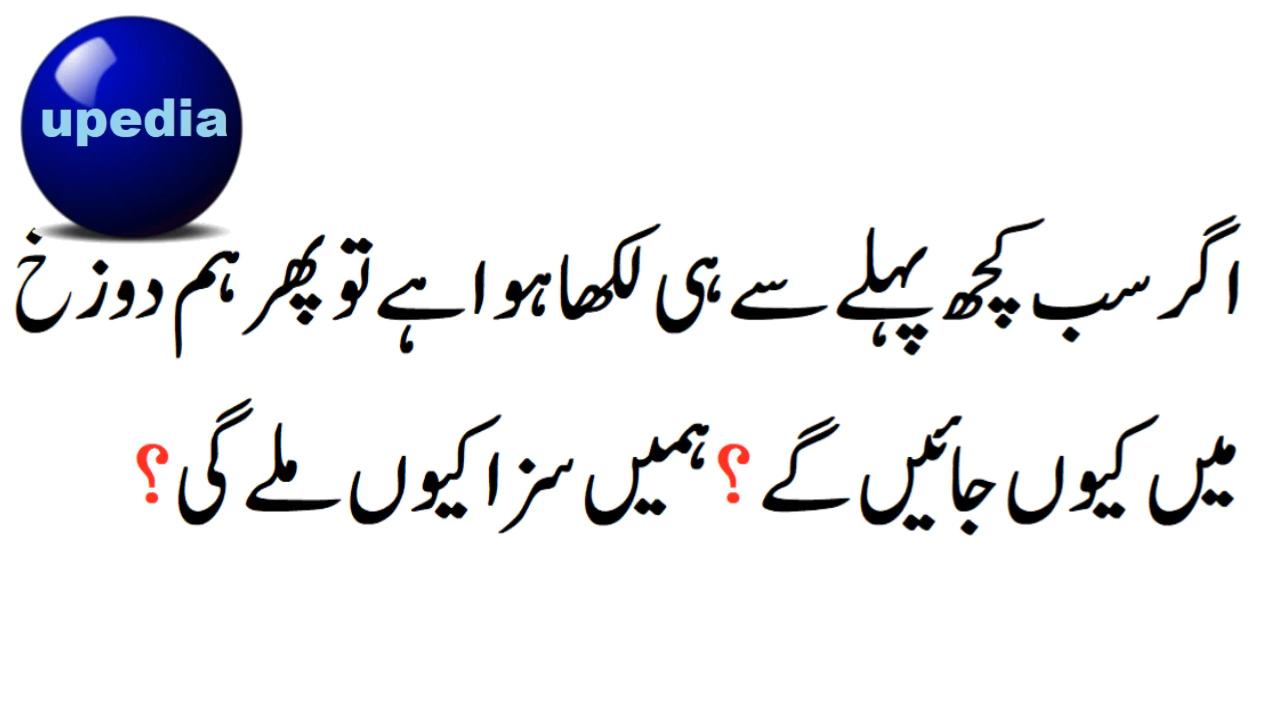 upedia
اگر سب کچھ پہلے سے ہی لکھا ہوا ہے تو پھر ہم دوزخ
میں کیوں جائیں گے ؟ ہمیں سزا کیوں ملے گی ؟